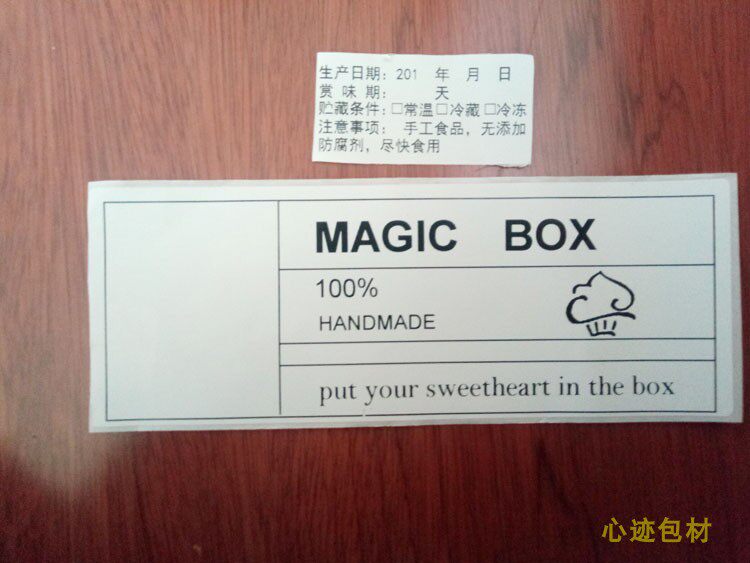 生产日期：201 年 月 日
赏 味 期： 天
贮藏条件：□常温□冷藏□冷冻
注意事项： 手工食品，无添加
防腐剂，尽快食用
MAGIC BOX
100%
HANDMADE
put your sweetheart in the box
心迹包材